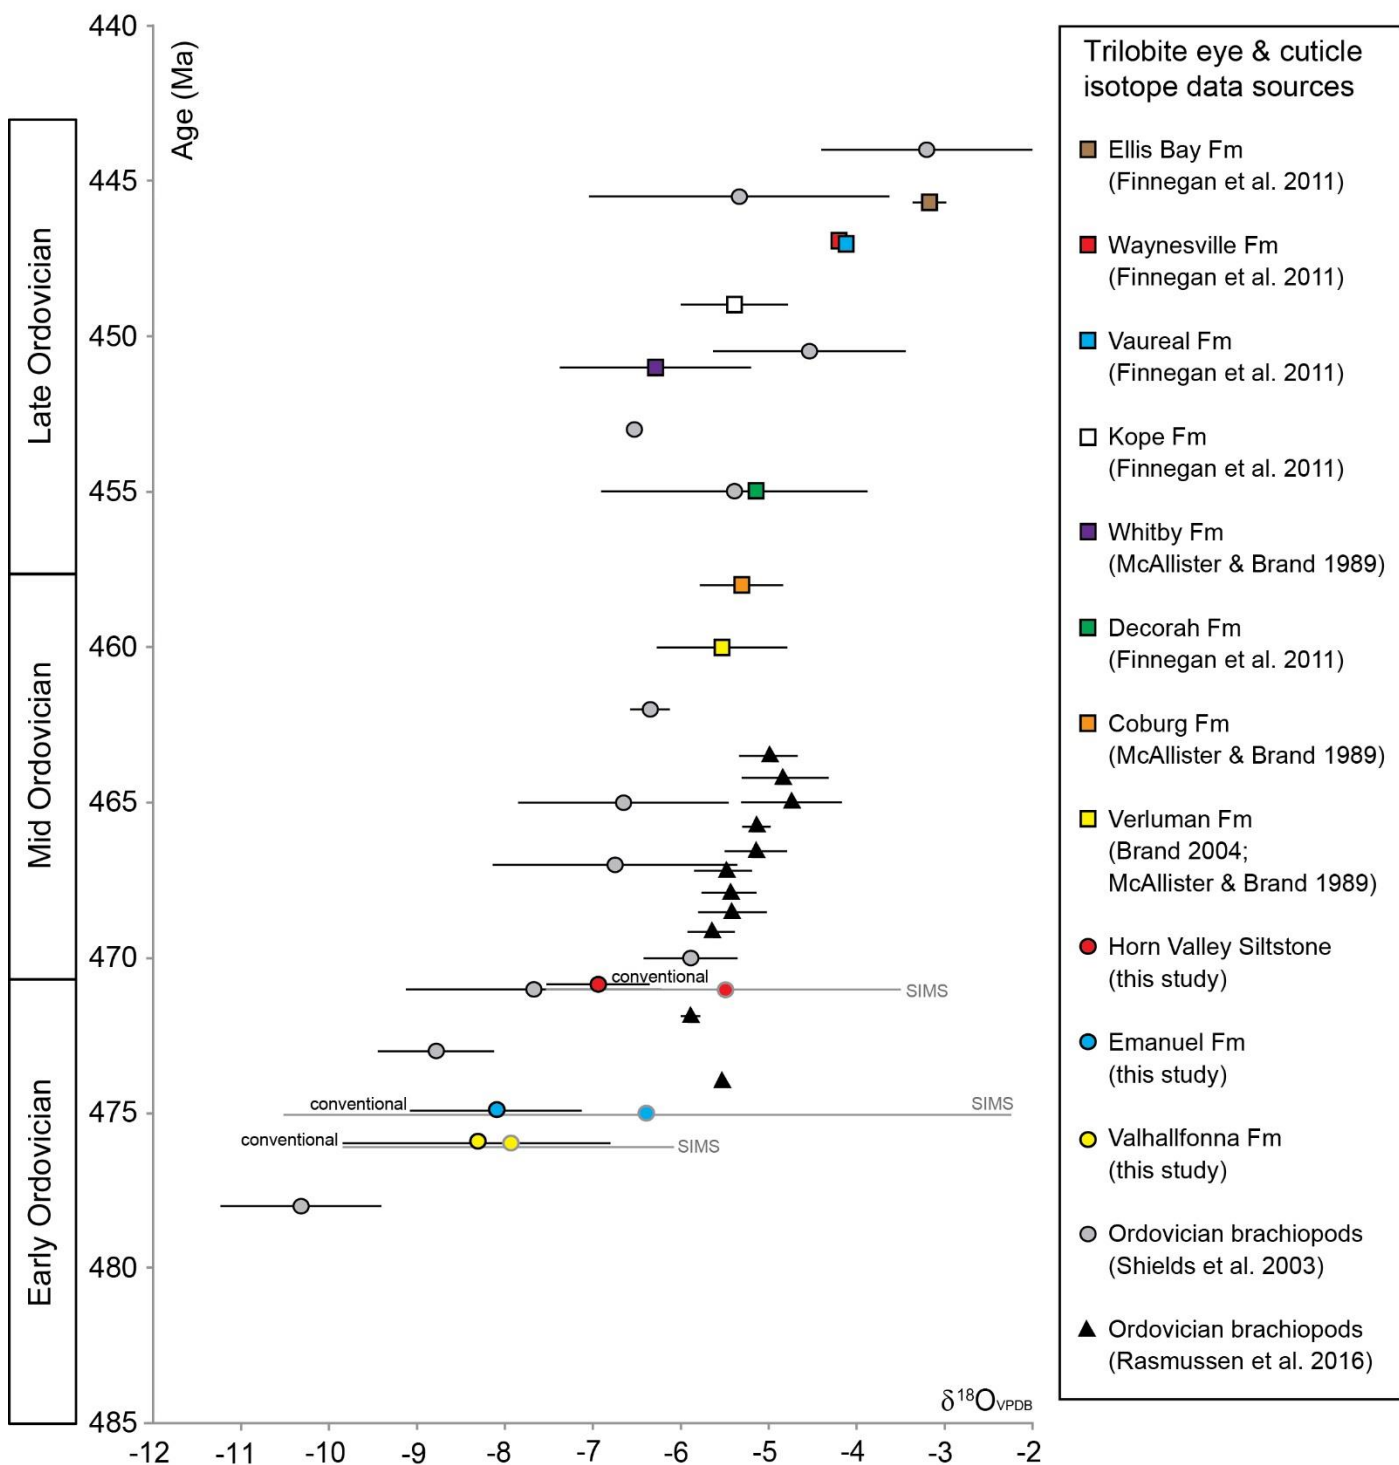 440
445
450
455
460
465
470
475
480
485
Age (Ma)
Late Ordovician
Mid Ordovician
Early Ordovician
conventional
SIMS
conventional
SIMS
conventional
SIMS
δ¹⁸O VPDB
-12 -11 -10 -9 -8 -7 -6 -5 -4 -3 -2
Trilobite eye & cuticle
isotope data sources
Ellis Bay Fm
(Finnegan et al. 2011)
Waynesville Fm
(Finnegan et al. 2011)
Vaureal Fm
(Finnegan et al. 2011)
Kope Fm
(Finnegan et al. 2011)
Whitby Fm
(McAllister & Brand 1989)
Decorah Fm
(Finnegan et al. 2011)
Coburg Fm
(McAllister & Brand 1989)
Verluman Fm
(Brand 2004;
McAllister & Brand 1989)
Horn Valley Siltstone
(this study)
Emanuel Fm
(this study)
Valhallfonna Fm
(this study)
Ordovician brachiopods
(Shields et al. 2003)
Ordovician brachiopods
(Rasmussen et al. 2016)